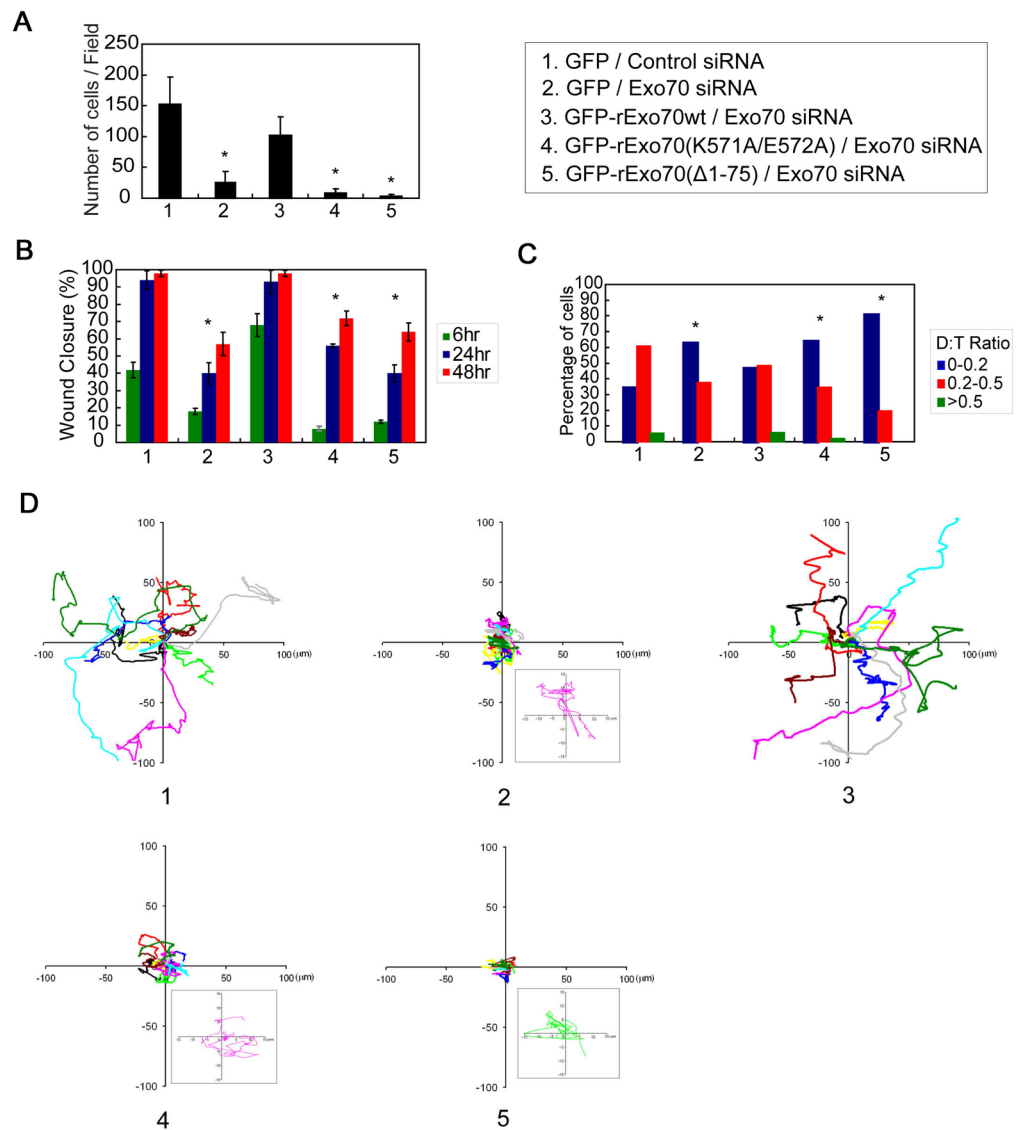 A
Number of cells / Field
250
200
150
100
50
0
*
*
*
1 2 3 4 5
1. GFP / Control siRNA
2. GFP / Exo70 siRNA
3. GFP-rExo70wt / Exo70 siRNA
4. GFP-rExo70(K571A/E572A) / Exo70 siRNA
5. GFP-rExo70(Δ1-75) / Exo70 siRNA
B
Wound Closure (%)
100
90
80
70
60
50
40
30
20
10
0
*
*
*
1 2 3 4 5
6hr
24hr
48hr
C
Percentage of cells
100
90
80
70
60
50
40
30
20
10
0
*
*
*
1 2 3 4 5
D:T Ratio
0-0.2
0.2-0.5
>0.5
D
100
50
-100 -50 50 100 (μm)
-50
-100
1
100
50
-100 -50 50 100 (μm)
-50
-100
2
100
50
-100 -50 50 100 (μm)
-50
-100
3
100
50
-100 -50 50 100 (μm)
-50
-100
4
100
50
-100 -50 50 100 (μm)
-50
-100
5